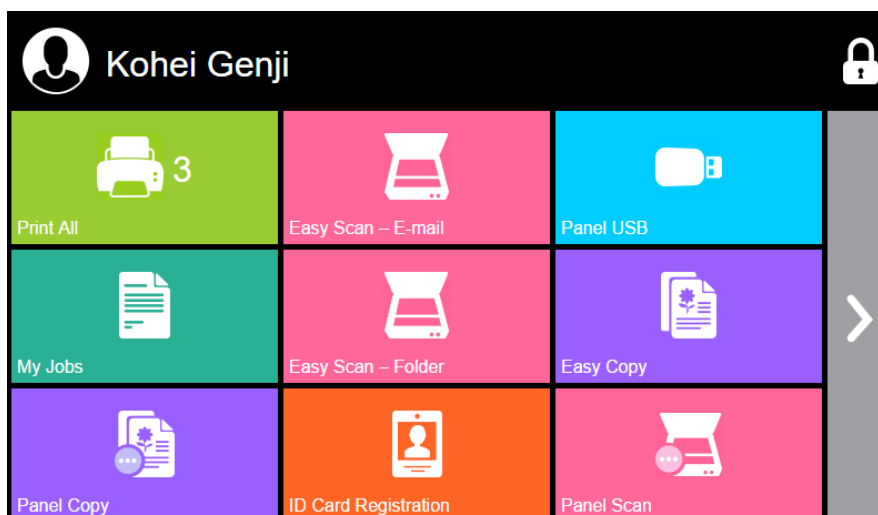 Kohei Genji
3
Print All
Easy Scan – E-mail
Panel USB
My Jobs
Easy Scan – Folder
Easy Copy
Panel Copy
ID Card Registration
Panel Scan